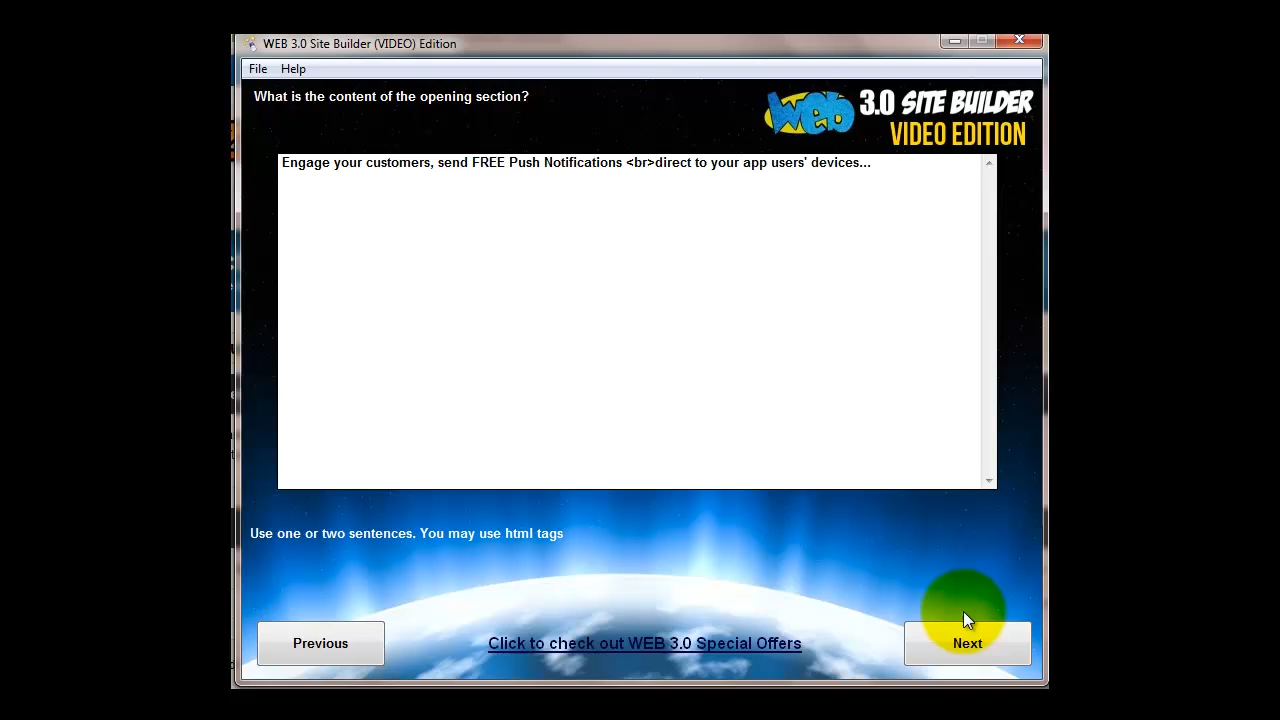 WEB 3.0 Site Builder (VIDEO) Edition
File Help
What is the content of the opening section?
web 3.0 SITE BUILDER
VIDEO EDITION
Engage your customers, send FREE Push Notifications <br>direct to your app users' devices...
Use one or two sentences. You may use html tags
Previous
Click to check out WEB 3.0 Special Offers
Next